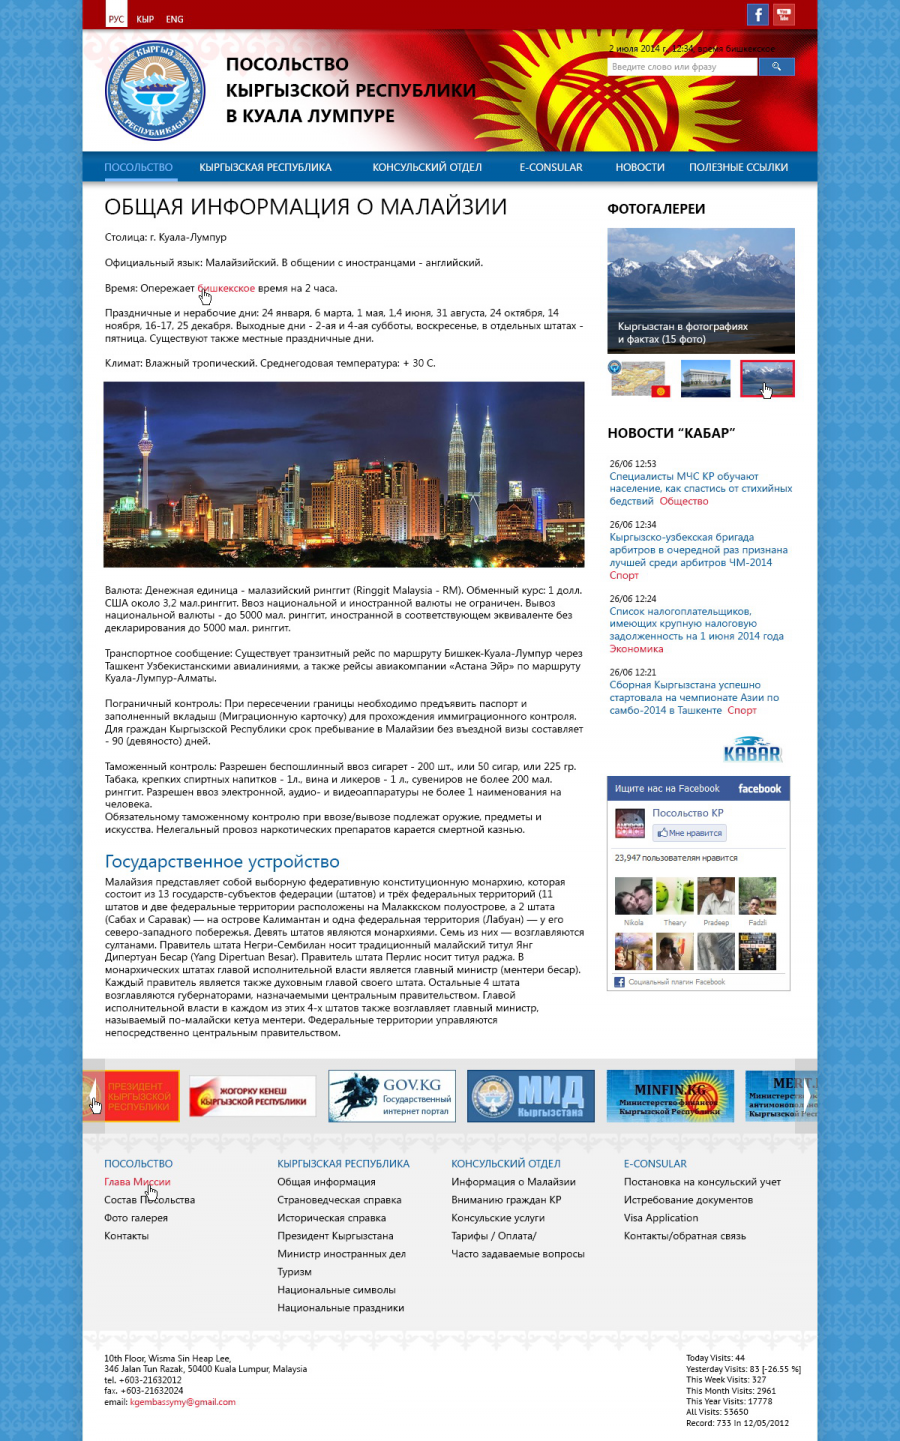 РУС КЫР ENG
2 июля 2014 г., 12:34, время бишкекское
Введите слово или фразу
КЫРГЫЗ
РЕСПУБЛИКАСЫ
ПОСОЛЬСТВО
КЫРГЫЗСКОЙ РЕСПУБЛИКИ
В КУАЛА ЛУМПУРЕ
ПОСОЛЬСТВО КЫРГЫЗСКАЯ РЕСПУБЛИКА КОНСУЛЬСКИЙ ОТДЕЛ E-CONSULAR НОВОСТИ ПОЛЕЗНЫЕ ССЫЛКИ
ОБЩАЯ ИНФОРМАЦИЯ О МАЛАЙЗИИ
Столица: г. Куала-Лумпур
Официальный язык: Малайзийский. В общении с иностранцами - английский.
Время: Опережает бишкекское время на 2 часа.
Праздничные и нерабочие дни: 24 января, 6 марта, 1 мая, 1,4 июня, 31 августа, 24 октября, 14
ноября, 16-17, 25 декабря. Выходные дни - 2-ая и 4-ая субботы, воскресенье, в отдельных штатах -
пятница. Существуют также местные праздничные дни.
Климат: Влажный тропический. Среднегодовая температура: + 30 С.
Валюта: Денежная единица - малазийский ринггит (Ringgit Malaysia - RM). Обменный курс: 1 долл.
США около 3,2 мал.ринггит. Ввоз национальной и иностранной валюты не ограничен. Вывоз
национальной валюты - до 5000 мал. ринггит, иностранной в соответствующем эквиваленте без
декларирования до 5000 мал. ринггит.
Транспортное сообщение: Существует транзитный рейс по маршруту Бишкек-Куала-Лумпур через
Ташкент Узбекистанскими авиалиниями, а также рейсы авиакомпании «Астана Эйр» по маршруту
Куала-Лумпур-Алматы.
Пограничный контроль: При пересечении границы необходимо предъявить паспорт и
заполненный вкладыш (Миграционную карточку) для прохождения иммиграционного контроля.
Для граждан Кыргызской Республики срок пребывание в Малайзии без въездной визы составляет
- 90 (девяносто) дней.
Таможенный контроль: Разрешен беспошлинный ввоз сигарет - 200 шт., или 50 сигар, или 225 гр.
Табака, крепких спиртных напитков - 1л., вина и ликеров - 1 л., сувениров не более 200 мал.
ринггит. Разрешен ввоз электронной, аудио- и видеоаппаратуры не более 1 наименования на
человека.
Обязательному таможенному контролю при ввозе/вывозе подлежат оружие, предметы и
искусства. Нелегальный провоз наркотических препаратов карается смертной казнью.
Государственное устройство
Малайзия представляет собой выборную федеративную конституционную монархию, которая
состоит из 13 государств-субъектов федерации (штатов) и трёх федеральных территорий (11
штатов и две федеральные территории расположены на Малаккском полуострове, а 2 штата
(Сабах и Саравак) — на острове Калимантан и одна федеральная территория (Лабуан) — у его
северо-западного побережья. Девять штатов являются монархиями. Семь из них — возглавляются
султанами. Правитель штата Негри-Сембилан носит традиционный малайский титул Янг
Дипертуан Бесар (Yang Dipertuan Besar). Правитель штата Перлис носит титул раджа. В
монархических штатах главой исполнительной власти является главный министр (ментери бесар).
Каждый правитель является также духовным главой своего штата. Остальные 4 штата
возглавляются губернаторами, назначаемыми центральным правительством. Главой
исполнительной власти в каждом из этих 4-х штатов также возглавляет главный министр,
называемый по-малайски кетуа ментери. Федеральные территории управляются
непосредственно центральным правительством.
ФОТОГАЛЕРЕИ
Кыргызстан в фотографиях
и фактах (15 фото)
НОВОСТИ “КАБАР”
26/06 12:53
Специалисты МЧС КР обучают
население, как спастись от стихийных
бедствий Общество
26/06 12:34
Кыргызско-узбекская бригада
арбитров в очередной раз признана
лучшей среди арбитров ЧМ-2014
Спорт
26/06 12:24
Список налогоплательщиков,
имеющих крупную налоговую
задолженность на 1 июня 2014 года
Экономика
26/06 12:21
Сборная Кыргызстана успешно
стартовала на чемпионате Азии по
самбо-2014 в Ташкенте Спорт
KABAR
Ищите нас на Facebook facebook
Посольство КР
Мне нравится
23,947 пользователям нравится
Nikola Theary Pradeep Fadzli
Социальный плагин Facebook
ПРЕЗИДЕНТ
КЫРГЫЗСКОЙ
РЕСПУБЛИКИ
ЖОГОРКУ КЕНЕШ
КЫРГЫЗСКОЙ РЕСПУБЛИКИ
GOV.KG
Государственный
интернет портал
МИД
Кыргызстана
MINFIN.KG
Министерство финансов
Кыргызской Республики
ПОСОЛЬСТВО
Глава Миссии
Состав Посольства
Фото галерея
Контакты
КЫРГЫЗСКАЯ РЕСПУБЛИКА
Общая информация
Страноведческая справка
Историческая справка
Президент Кыргызстана
Министр иностранных дел
Туризм
Национальные символы
Национальные праздники
КОНСУЛЬСКИЙ ОТДЕЛ
Информация о Малайзии
Вниманию граждан КР
Консульские услуги
Тарифы / Оплата/
Часто задаваемые вопросы
E-CONSULAR
Постановка на консульский учет
Истребование документов
Visa Application
Контакты/обратная связь
10th Floor, Wisma Sin Heap Lee,
346 Jalan Tun Razak, 50400 Kuala Lumpur, Malaysia
tel. +603-21632012
fax. +603-21632024
email: kgembassymy@gmail.com
Today Visits: 44
Yesterday Visits: 83 [-26.55 %]
This Week Visits: 327
This Month Visits: 2961
This Year Visits: 17778
All Visits: 53650
Record: 733 In 12/05/2012